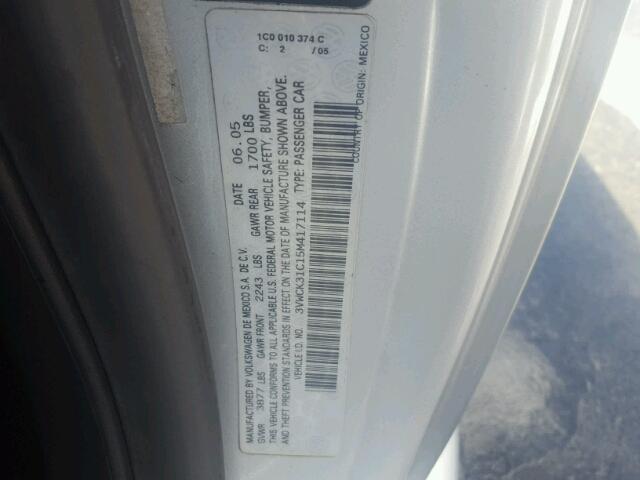 MANUFACTURED BY VOLKSWAGEN DE MEXICO S.A. DE C.V. DATE 06.05
GVWR 3877 LBS GAWR FRONT 2243 LBS GAWR REAR 1700 LBS
THIS VEHICLE CONFORMS TO ALL APPLICABLE U.S. FEDERAL MOTOR VEHICLE SAFETY, BUMPER,
AND THEFT PREVENTION STANDARDS IN EFFECT ON THE DATE OF MANUFACTURE SHOWN ABOVE.
VEHICLE I.D. NO. 3VWCK31C15M417114 TYPE: PASSENGER CAR
COUNTRY OF ORIGIN: MEXICO
1C0 010 374 C
C: 2 /05